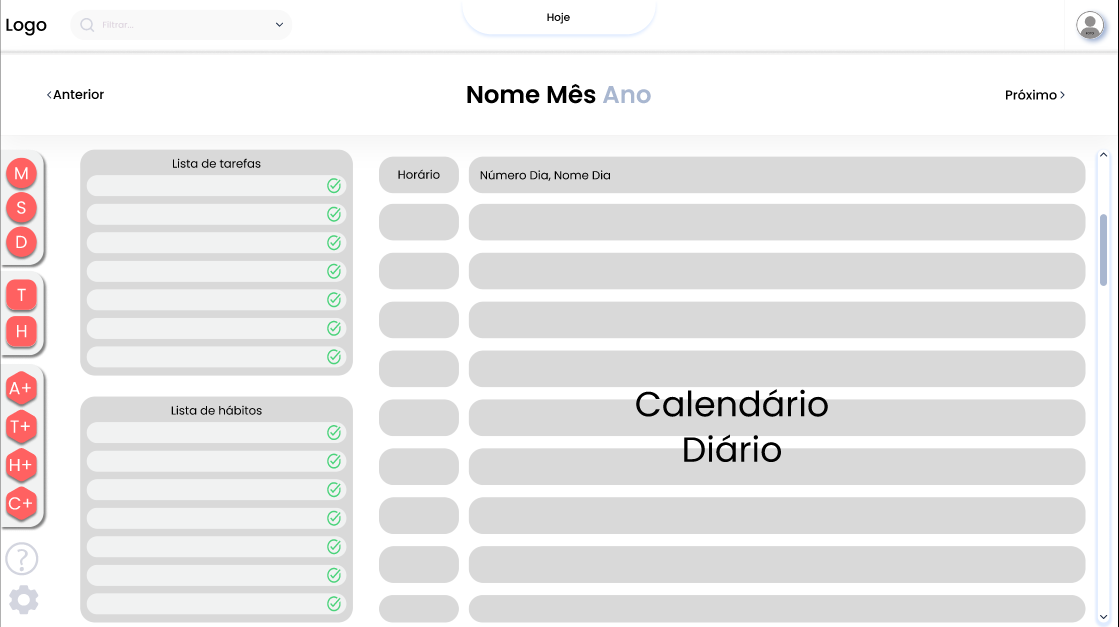 Logo
Filtrar...
Hoje
Anterior
Nome Mês Ano
Próximo
M
S
D
T
H
A+
T+
H+
C+
?
Lista de tarefas
Lista de hábitos
Horário
Número Dia, Nome Dia
Calendário
Diário